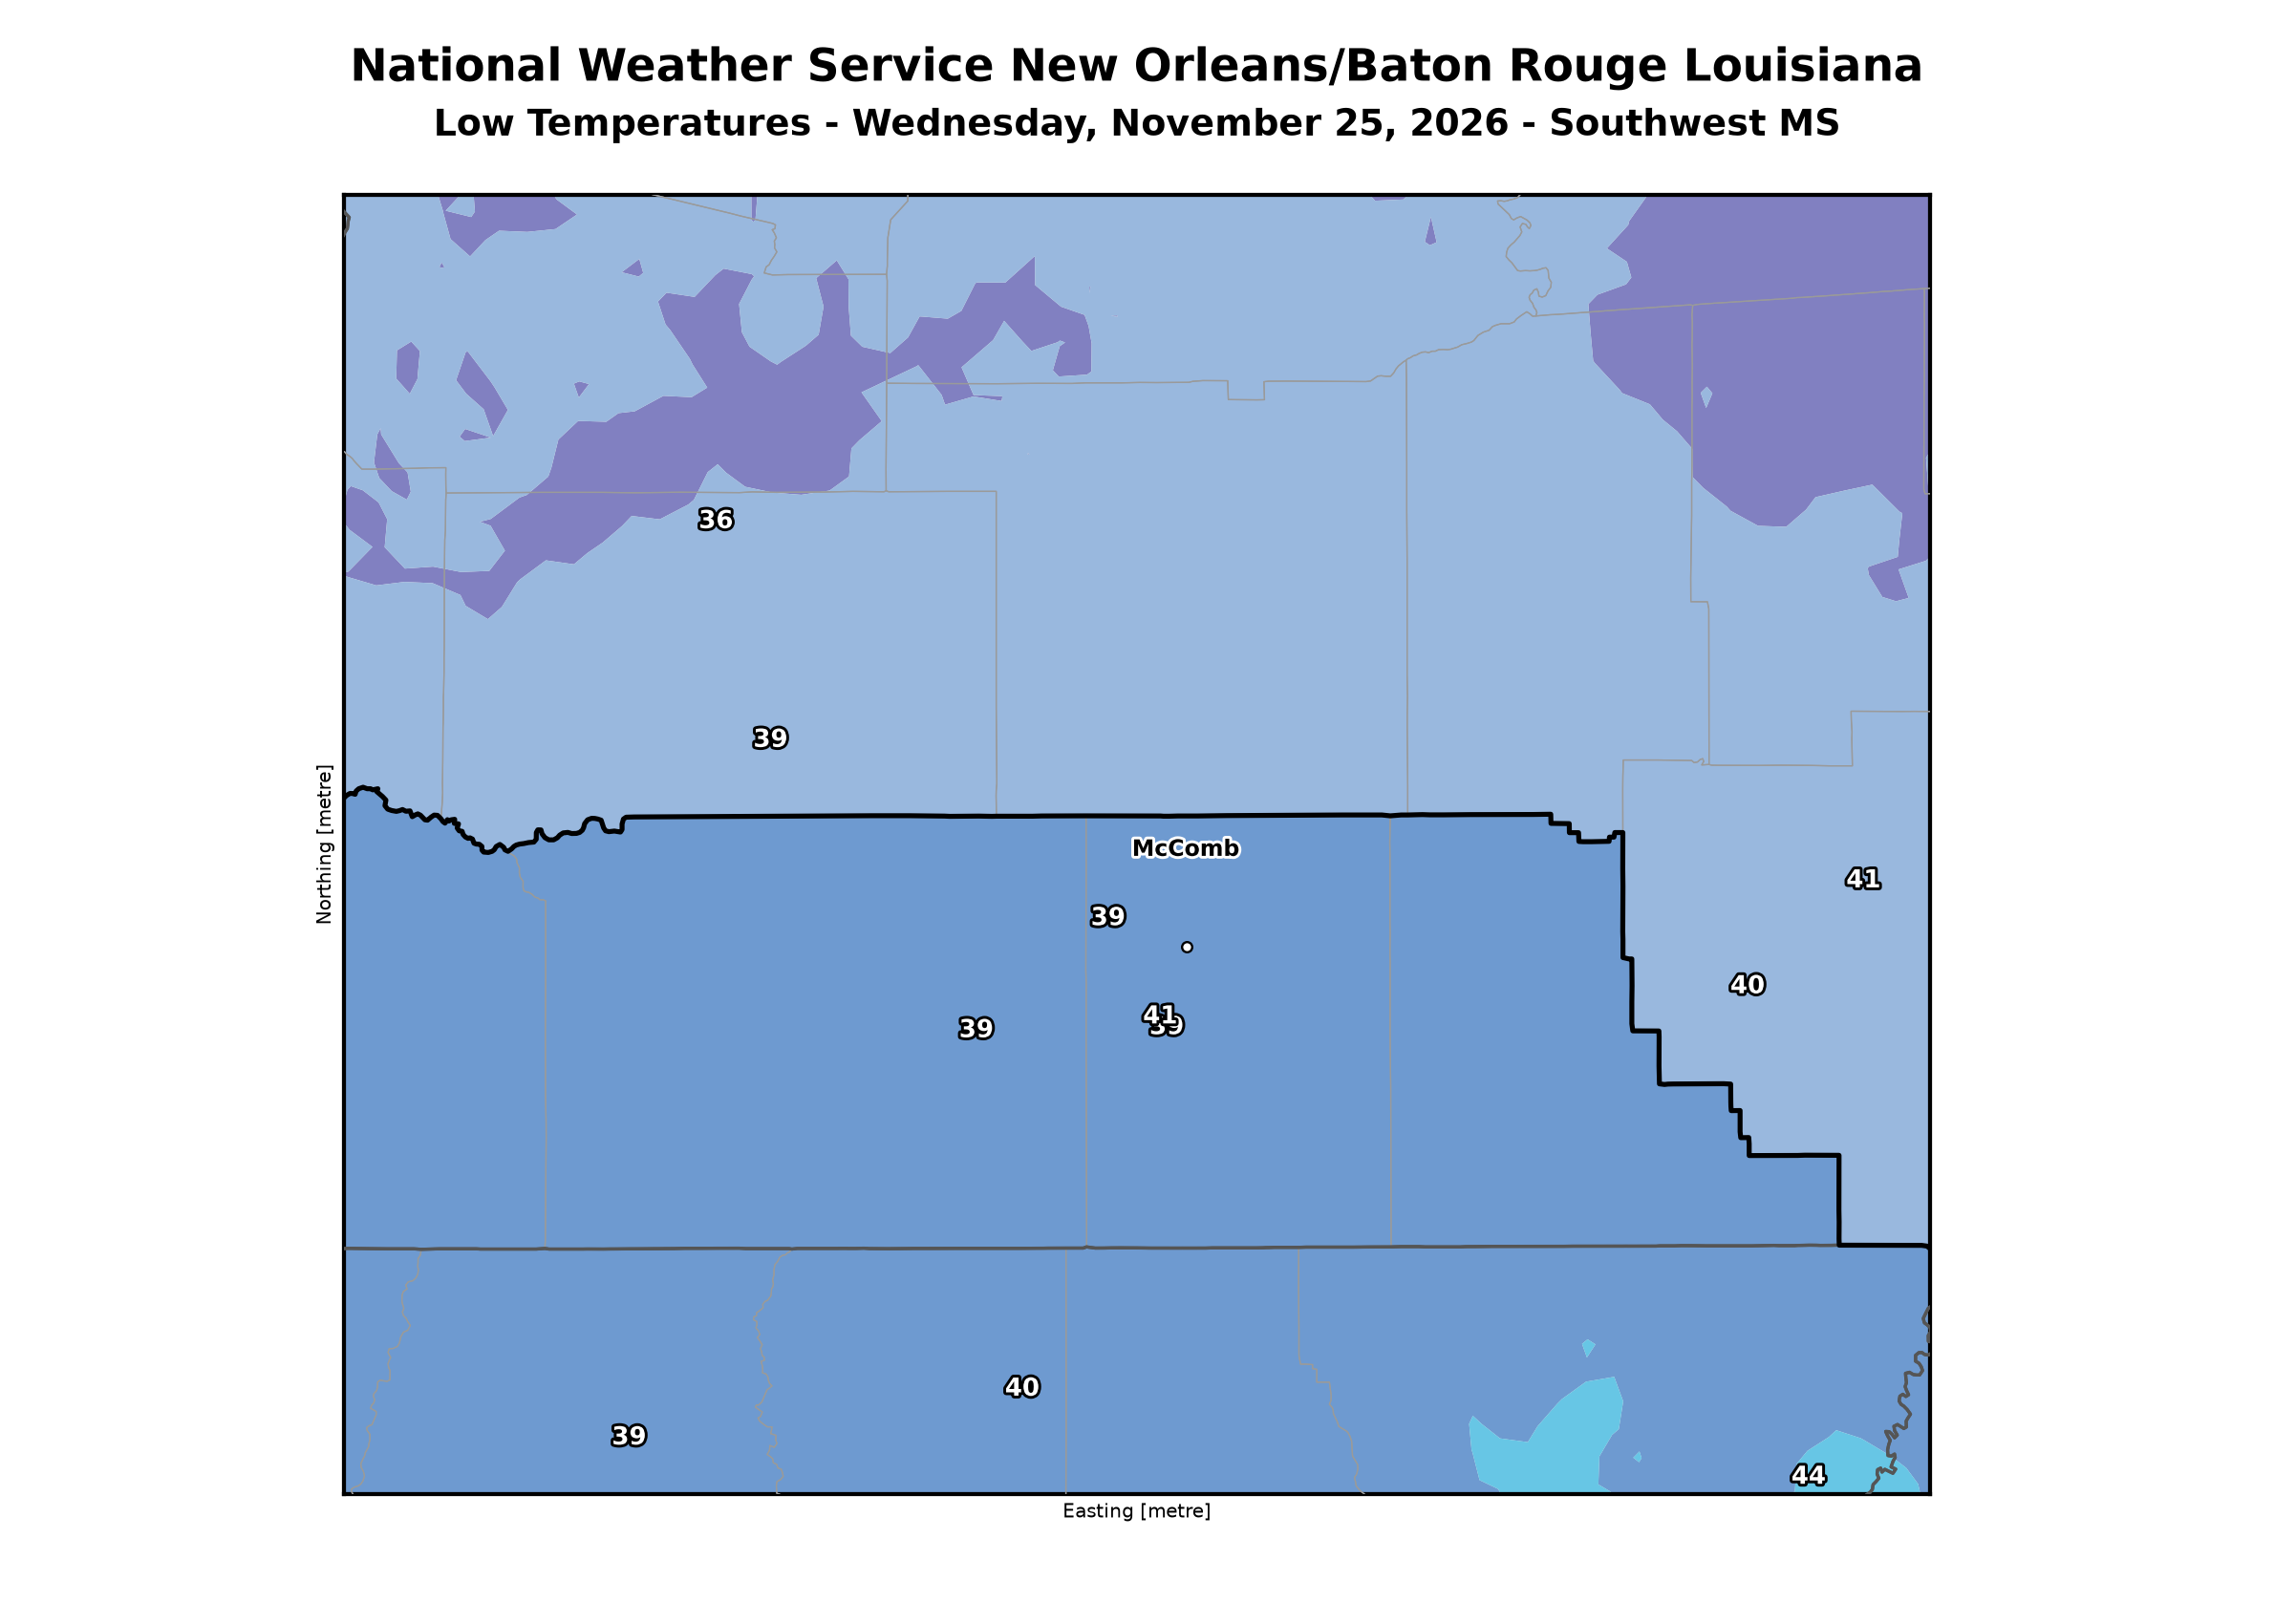 National Weather Service New Orleans/Baton Rouge Louisiana
Low Temperatures - Wednesday, November 25, 2026 - Southwest MS
36
39
Northing [metre]
McComb
41
39
40
41
39
39
40
39
44
Easting [metre]